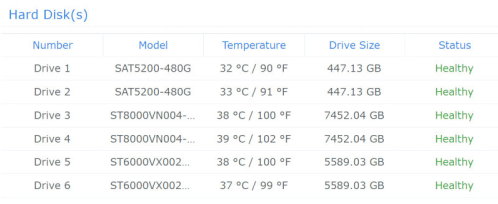 Hard Disk(s)
Number Model Temperature Drive Size Status
Drive 1 SAT5200-480G 32 °C / 90 °F 447.13 GB Healthy
Drive 2 SAT5200-480G 33 °C / 91 °F 447.13 GB Healthy
Drive 3 ST8000VN004-... 38 °C / 100 °F 7452.04 GB Healthy
Drive 4 ST8000VN004-... 39 °C / 102 °F 7452.04 GB Healthy
Drive 5 ST6000VX002... 38 °C / 100 °F 5589.03 GB Healthy
Drive 6 ST6000VX002... 37 °C / 99 °F 5589.03 GB Healthy